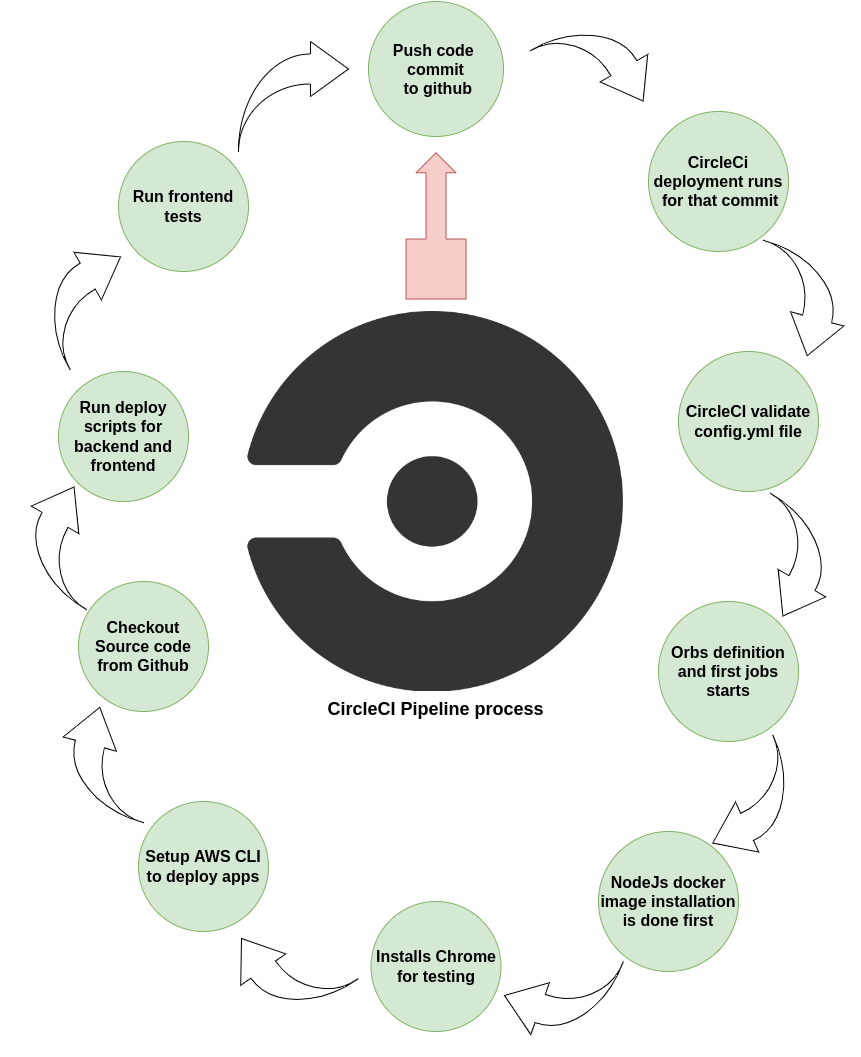 Push code
commit
to github
CircleCi
deployment runs
for that commit
CircleCI validate
config.yml file
Orbs definition
and first jobs
starts
NodeJs docker
image installation
is done first
Installs Chrome
for testing
Setup AWS CLI
to deploy apps
Checkout
Source code
from Github
Run deploy
scripts for
backend and
frontend
Run frontend
tests
CircleCI Pipeline process